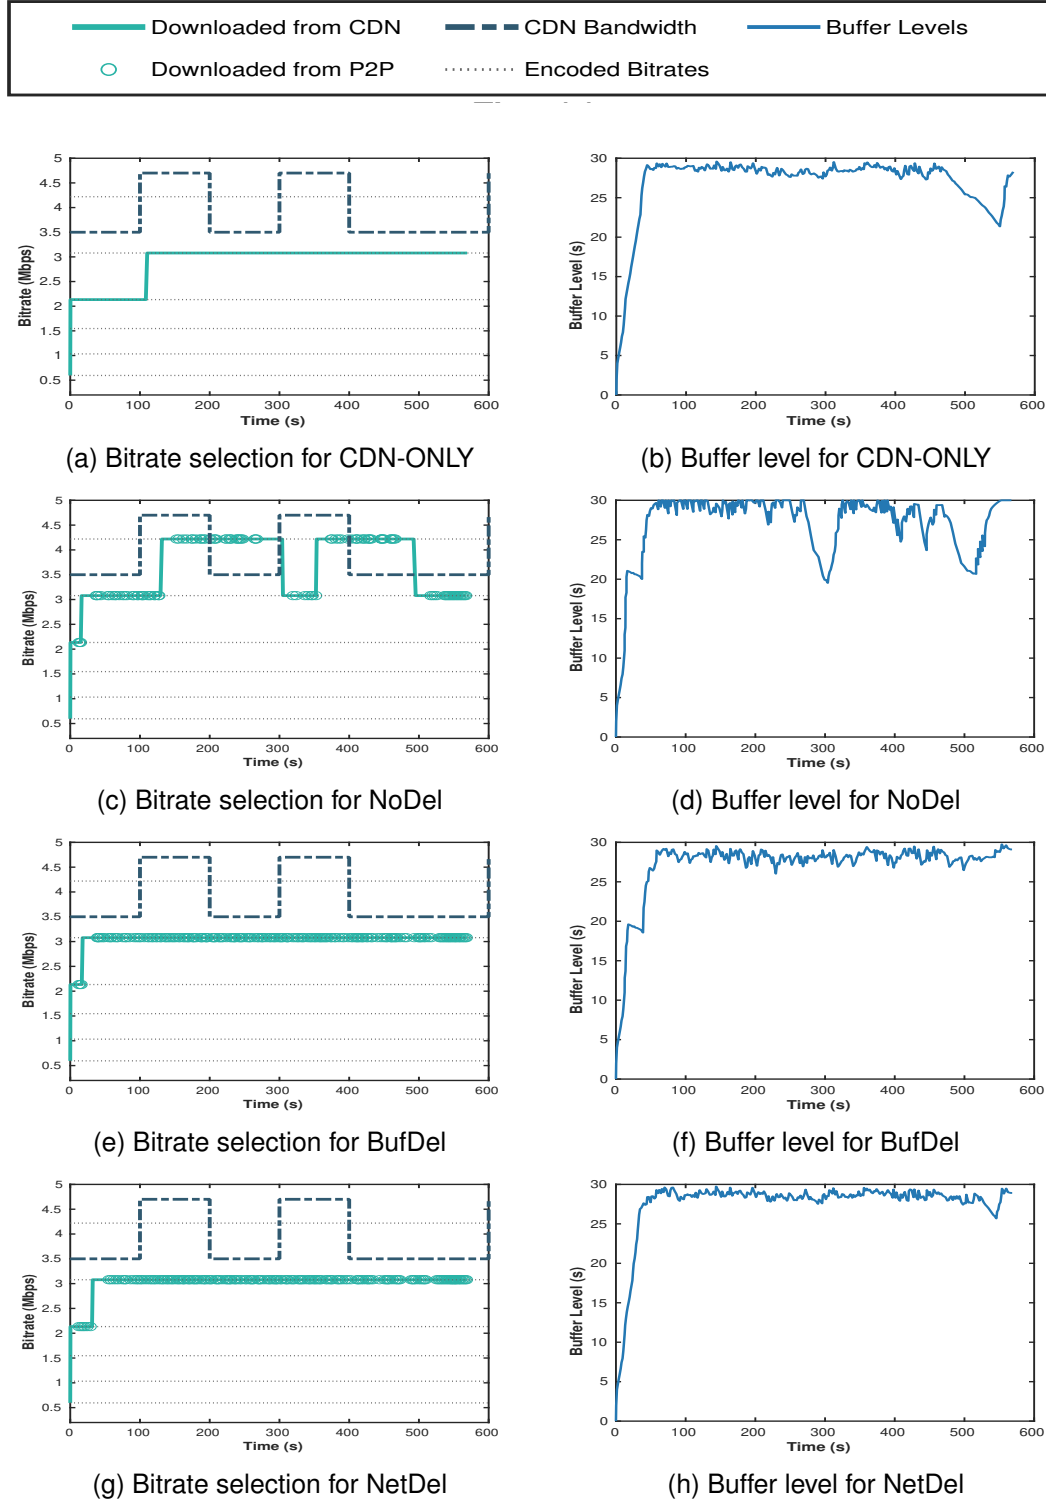 Downloaded from CDN CDN Bandwidth Buffer Levels
Downloaded from P2P Encoded Bitrates
5
4.5
4
3.5
3
2.5
2
1.5
1
0.5
Bitrate (Mbps)
0 100 200 300 400 500 600
Time (s)
30
25
20
15
10
5
0
Buffer Level (s)
0 100 200 300 400 500 600
Time (s)
(a) Bitrate selection for CDN-ONLY
(b) Buffer level for CDN-ONLY
5
4.5
4
3.5
3
2.5
2
1.5
1
0.5
Bitrate (Mbps)
0 100 200 300 400 500 600
Time (s)
30
25
20
15
10
5
0
Buffer Level (s)
0 100 200 300 400 500 600
Time (s)
(c) Bitrate selection for NoDel
(d) Buffer level for NoDel
5
4.5
4
3.5
3
2.5
2
1.5
1
0.5
Bitrate (Mbps)
0 100 200 300 400 500 600
Time (s)
30
25
20
15
10
5
0
Buffer Level (s)
0 100 200 300 400 500 600
Time (s)
(e) Bitrate selection for BufDel
(f) Buffer level for BufDel
5
4.5
4
3.5
3
2.5
2
1.5
1
0.5
Bitrate (Mbps)
0 100 200 300 400 500 600
Time (s)
30
25
20
15
10
5
0
Buffer Level (s)
0 100 200 300 400 500 600
Time (s)
(g) Bitrate selection for NetDel
(h) Buffer level for NetDel